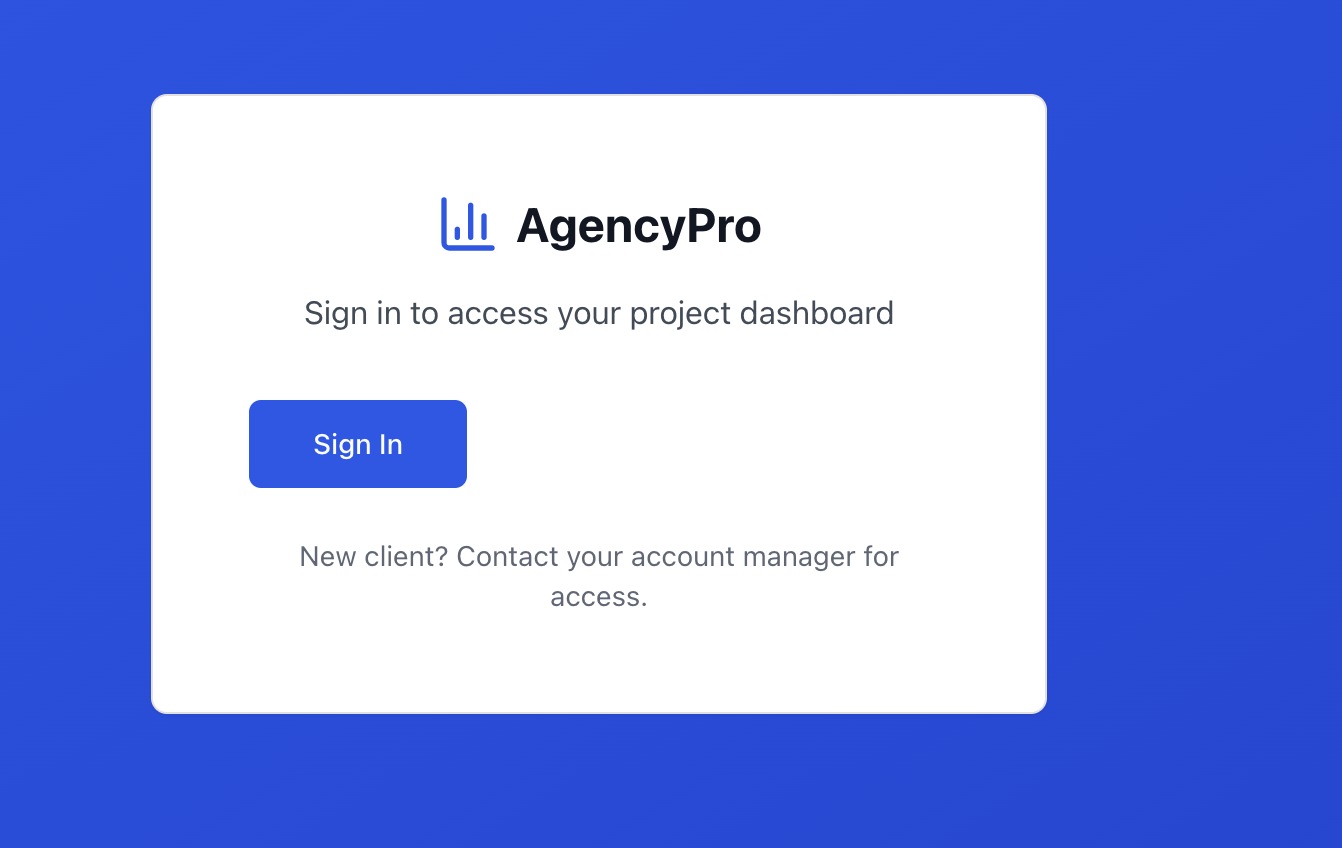 AgencyPro
Sign in to access your project dashboard
Sign In
New client? Contact your account manager for
access.